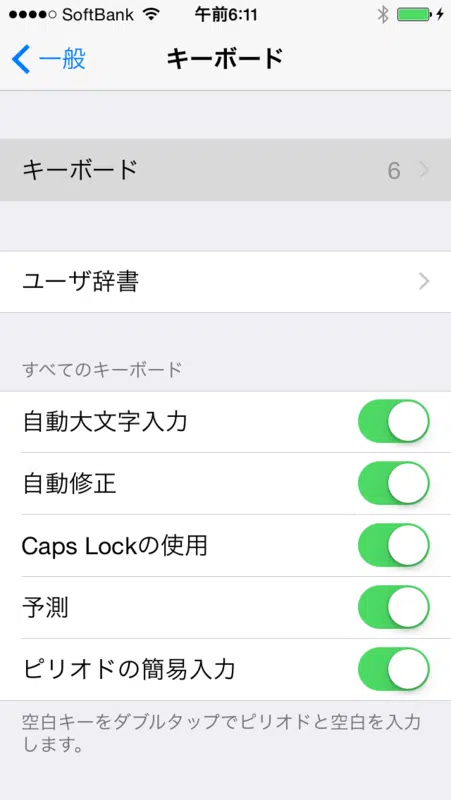 SoftBank 午前6:11
一般 キーボード
キーボード 6
ユーザ辞書
すべてのキーボード
自動大文字入力
自動修正
Caps Lockの使用
予測
ピリオドの簡易入力
空白キーをダブルタップでピリオドと空白を入力
します。